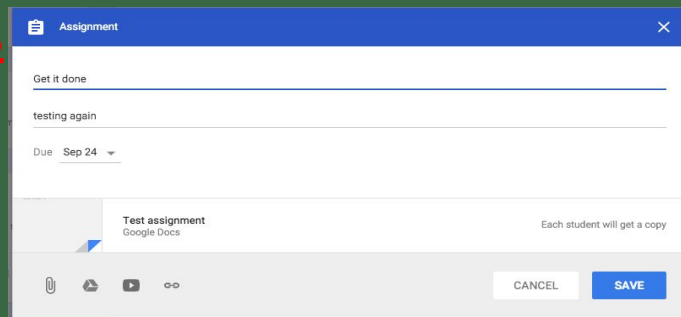 Assignment
Get it done
testing again
Due Sep 24
Test assignment
Google Docs
Each student will get a copy
CANCEL SAVE